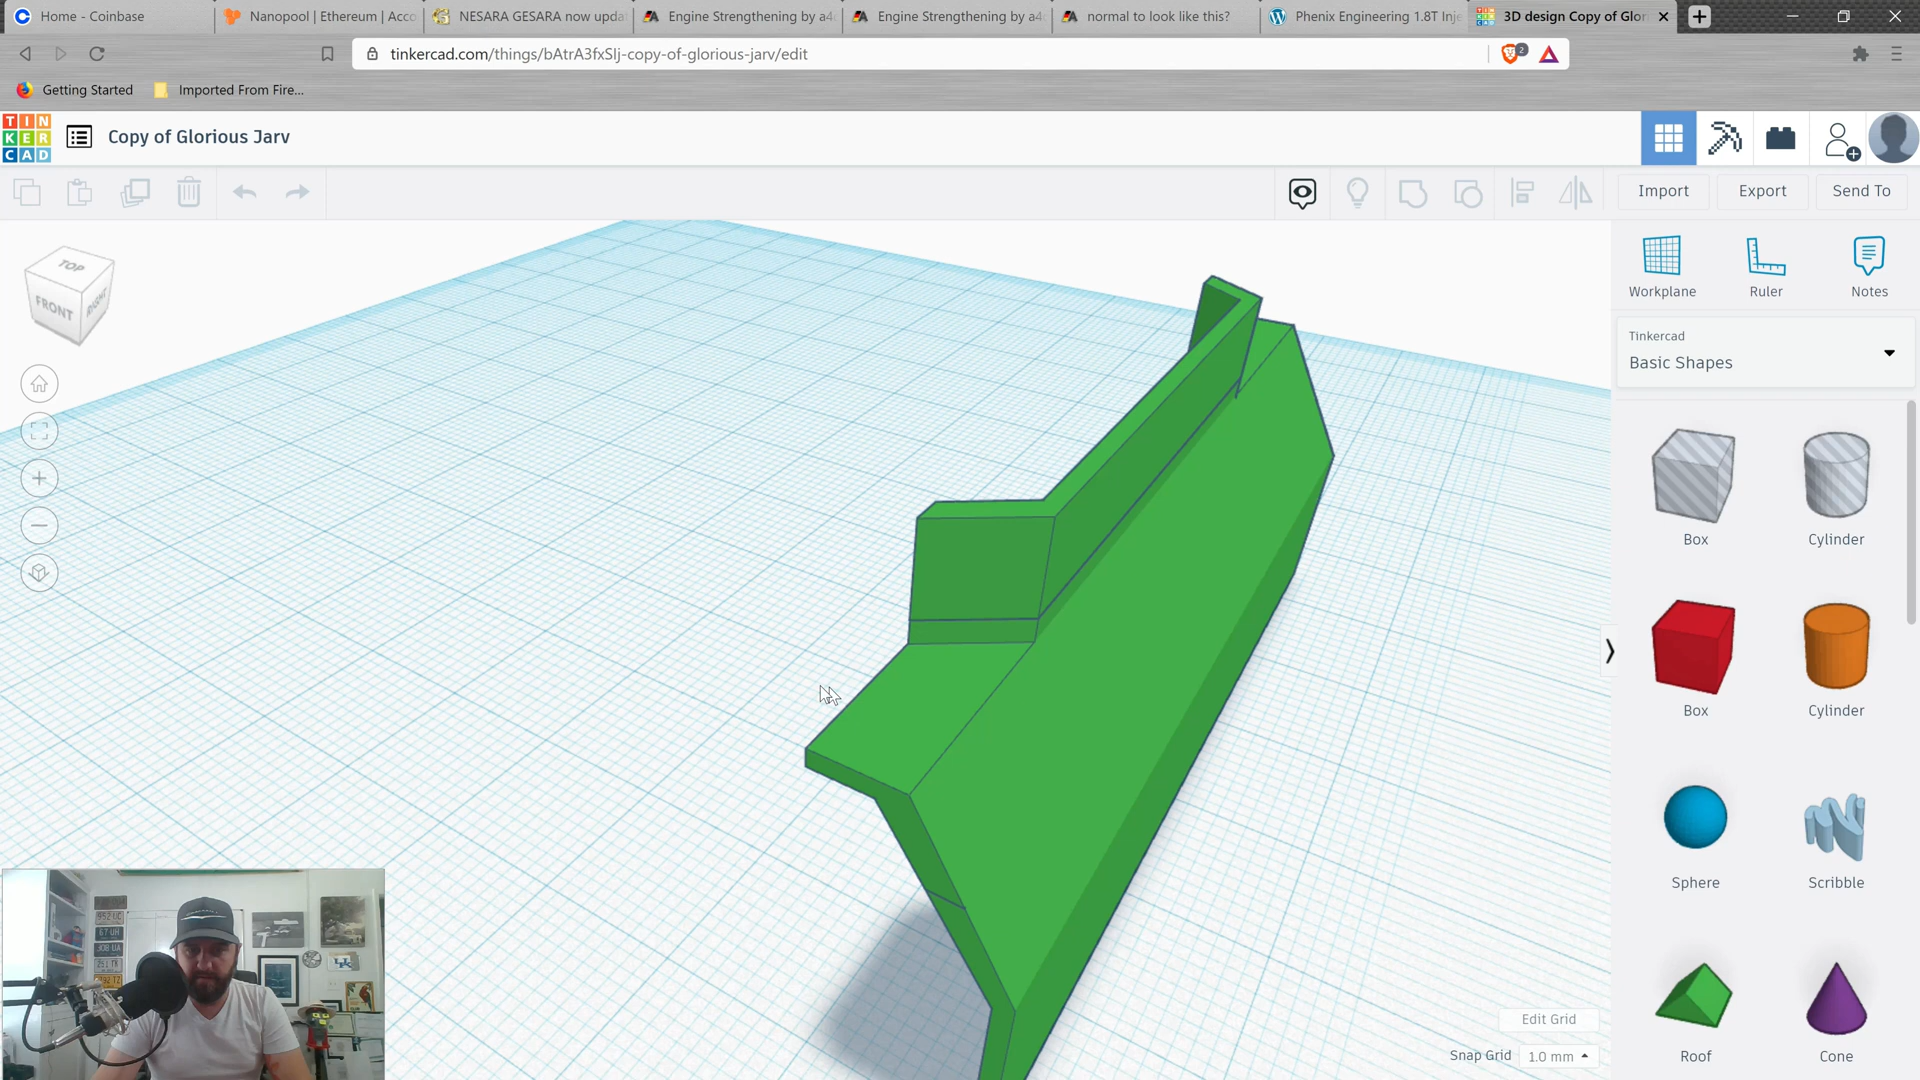 Home - Coinbase
Nanopool | Ethereum | Acco
NESARA GESARA now upda
Engine Strengthening by a4
Engine Strengthening by a4
normal to look like this?
Phenix Engineering 1.8T Inje
3D design Copy of Glor
tinkercad.com/things/bAtrA3fxSlj-copy-of-glorious-jarv/edit
2
Getting Started
Imported From Fire...
TIN
KER
CAD
Copy of Glorious Jarv
Import
Export
Send To
TOP
FRONT
RIGHT
Workplane
Ruler
Notes
Tinkercad
Basic Shapes
Box
Cylinder
Box
Cylinder
Sphere
Scribble
Roof
Cone
Edit Grid
Snap Grid
1.0 mm